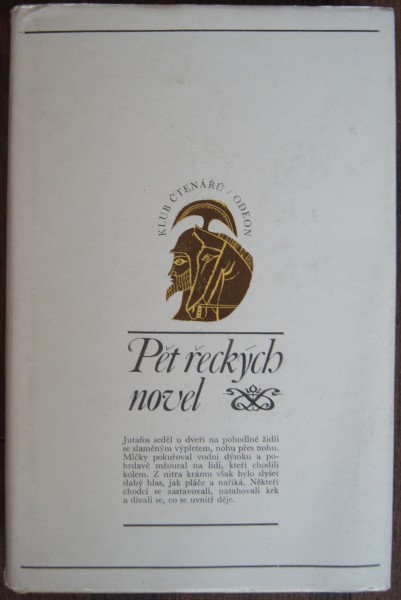 KLUB ČTENÁŘŮ / ODEON
Pět řeckých
novel
Jutafos seděl u dveří na pohodlné židli
se slaměným výpletem, nohu přes nohu.
Mlčky pokuřoval vodní dýmku a po-
hrdavě mžoural na lidi, kteří chodili
kolem. Z nitra krámu však bylo slyšet
slabý hlas, jak pláče a naříká. Někteří
chodci se zastavovali, natahovali krk
a dívali se, co se uvnitř děje.